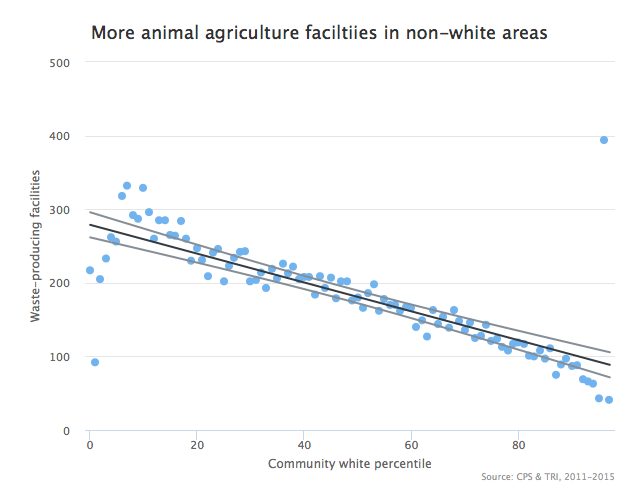 More animal agriculture faciltiies in non-white areas
500
400
300
200
100
0
Waste-producing facilities
0 20 40 60 80
Community white percentile
Source: CPS & TRI, 2011-2015